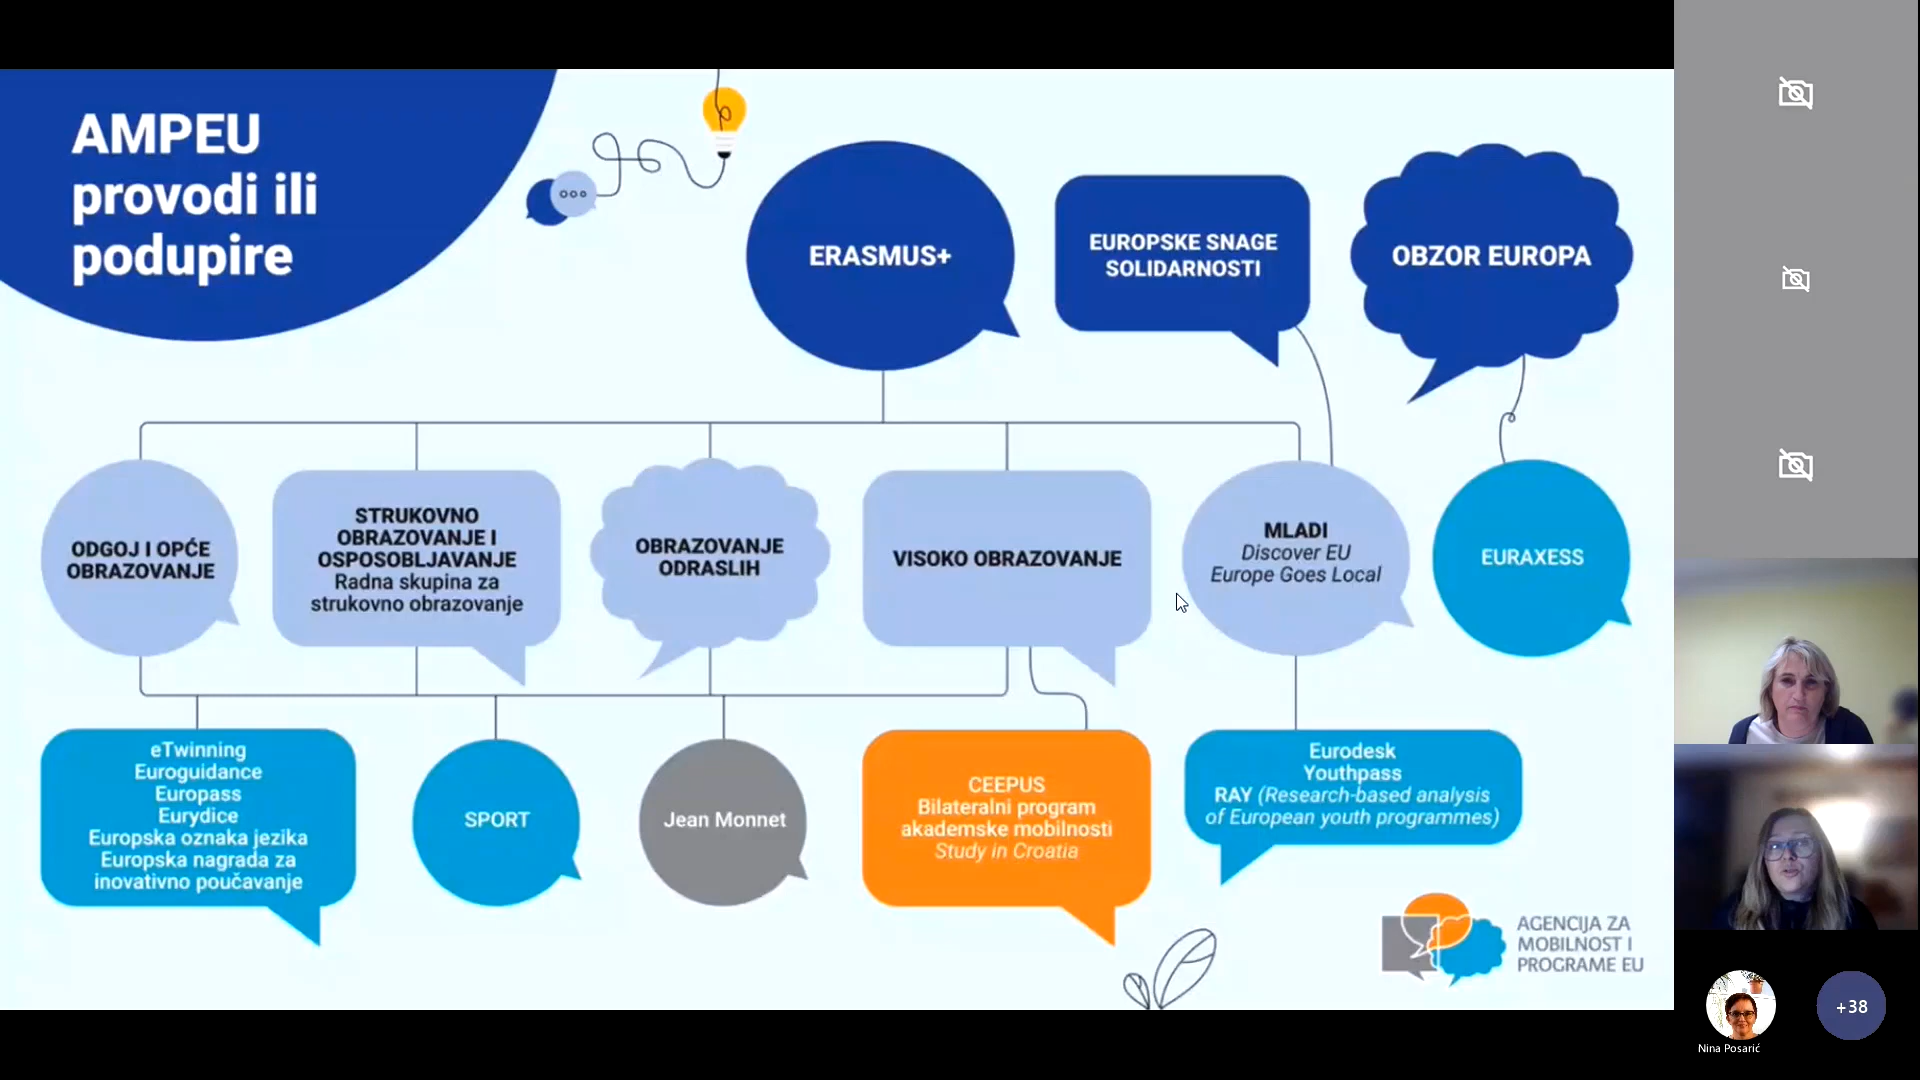 AMPEU
provodi ili
podupire
ERASMUS+
EUROPSKE SNAGE
SOLIDARNOSTI
OBZOR EUROPA
ODGOJ I OPĆE
OBRAZOVANJE
STRUKOVNO
OBRAZOVANJE I
OSPOSOBLJAVANJE
Radna skupina za
strukovno obrazovanje
OBRAZOVANJE
ODRASLIH
VISOKO OBRAZOVANJE
MLADI
Discover EU
Europe Goes Local
EURAXESS
eTwinning
Euroguidance
Europass
Eurydice
Europska oznaka jezika
Europska nagrada za
inovativno poučavanje
SPORT
Jean Monnet
CEEPUS
Bilateralni program
akademske mobilnosti
Study in Croatia
Eurodesk
Youthpass
RAY (Research-based analysis
of European youth programmes)
AGENCIJA ZA
MOBILNOST I
PROGRAME EU
+38
Nina Posarić